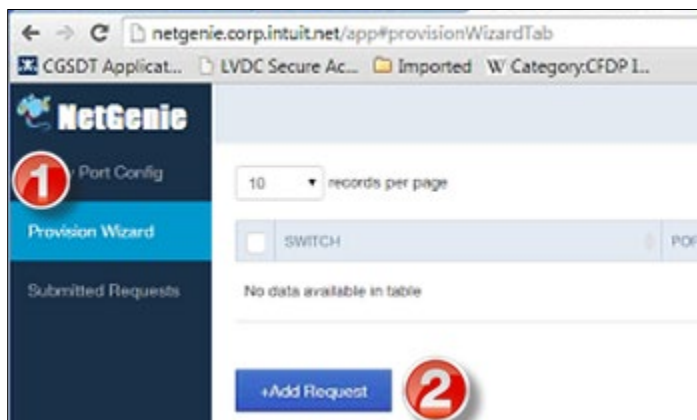 netgenie.corp.intuit.net/app#provisionWizardTab
CGSDT Applicat... LVDC Secure Ac... Imported W Category:CFDP I...
NetGenie
1
Port Config
10 records per page
Provision Wizard
SWITCH
Submitted Requests
No data available in table
+Add Request
2